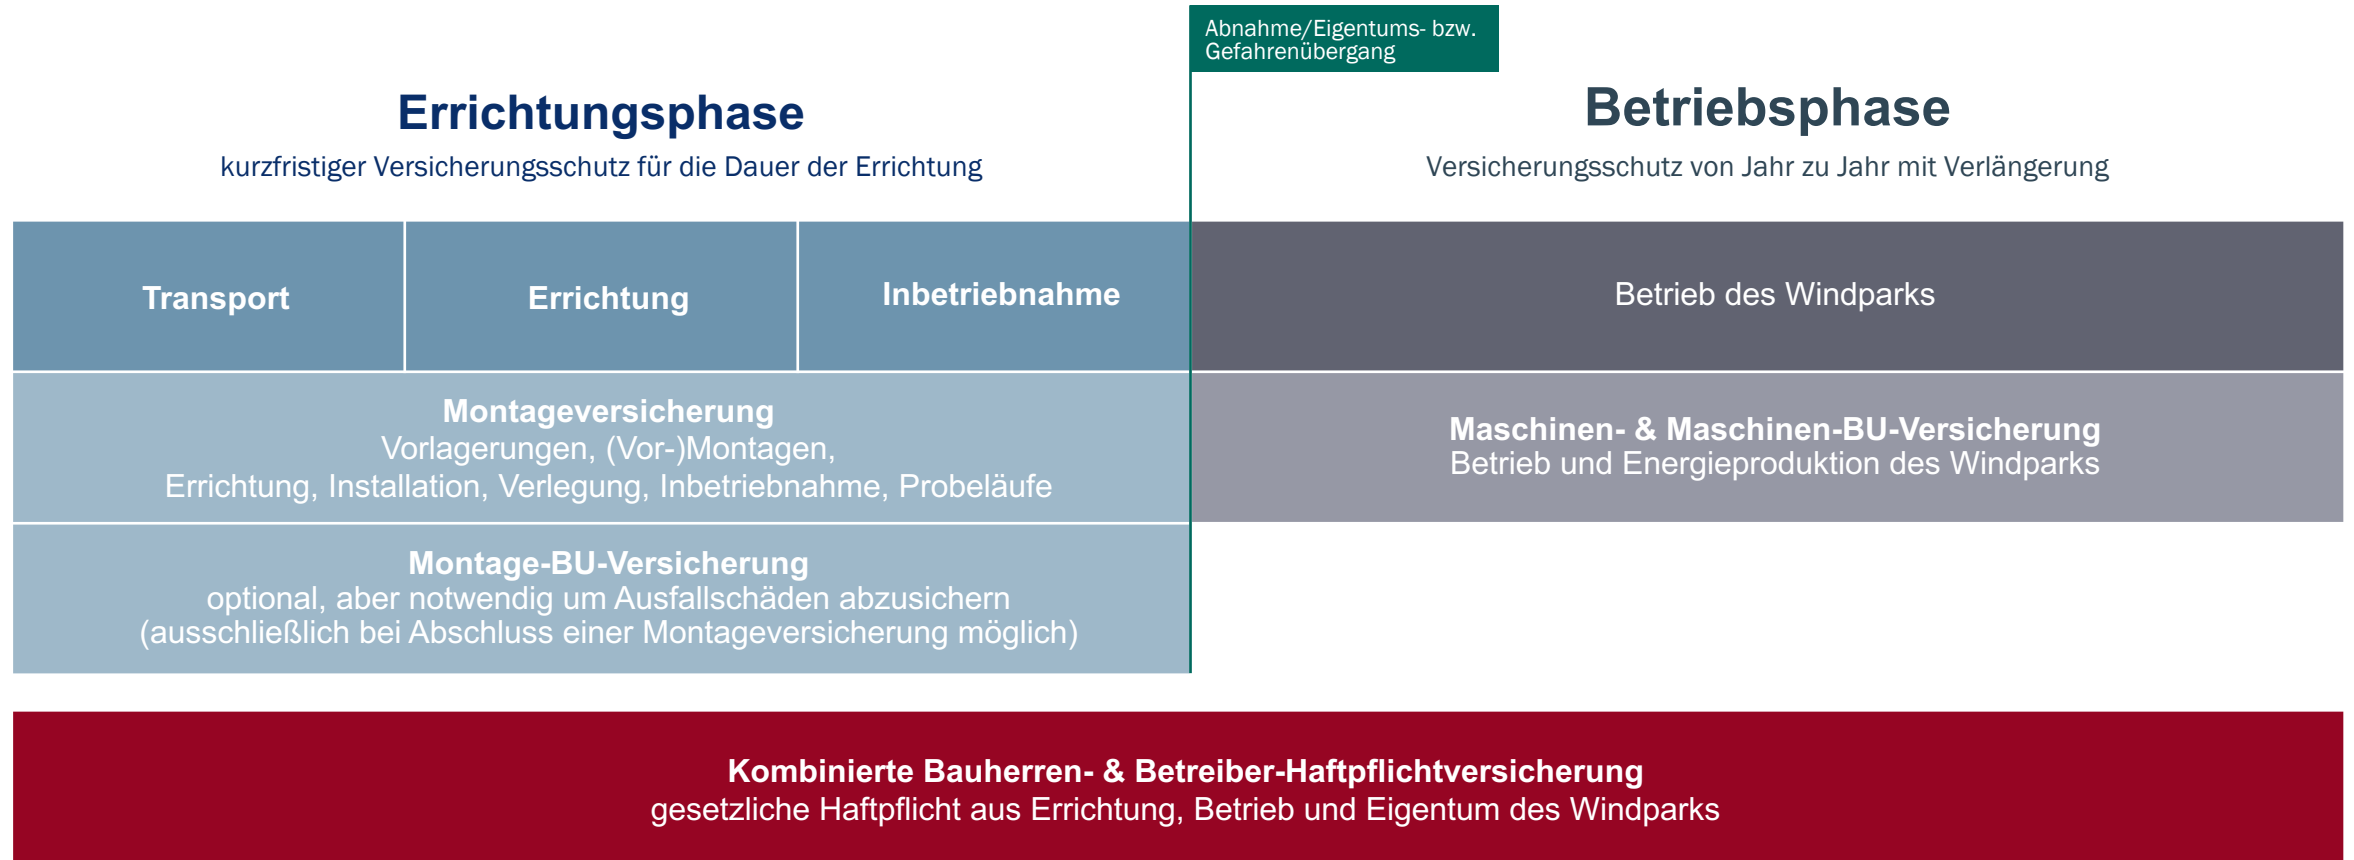 Abnahme/Eigentums- bzw.
Gefahrenübergang
Errichtungsphase
kurzfristiger Versicherungsschutz für die Dauer der Errichtung
Betriebsphase
Versicherungsschutz von Jahr zu Jahr mit Verlängerung
Transport
Errichtung
Inbetriebnahme
Betrieb des Windparks
Montageversicherung
Vorlagerungen, (Vor-)Montagen,
Errichtung, Installation, Verlegung, Inbetriebnahme, Probeläufe
Maschinen- & Maschinen-BU-Versicherung
Betrieb und Energieproduktion des Windparks
Montage-BU-Versicherung
optional, aber notwendig um Ausfallschäden abzusichern
(ausschließlich bei Abschluss einer Montageversicherung möglich)
Kombinierte Bauherren- & Betreiber-Haftpflichtversicherung
gesetzliche Haftpflicht aus Errichtung, Betrieb und Eigentum des Windparks